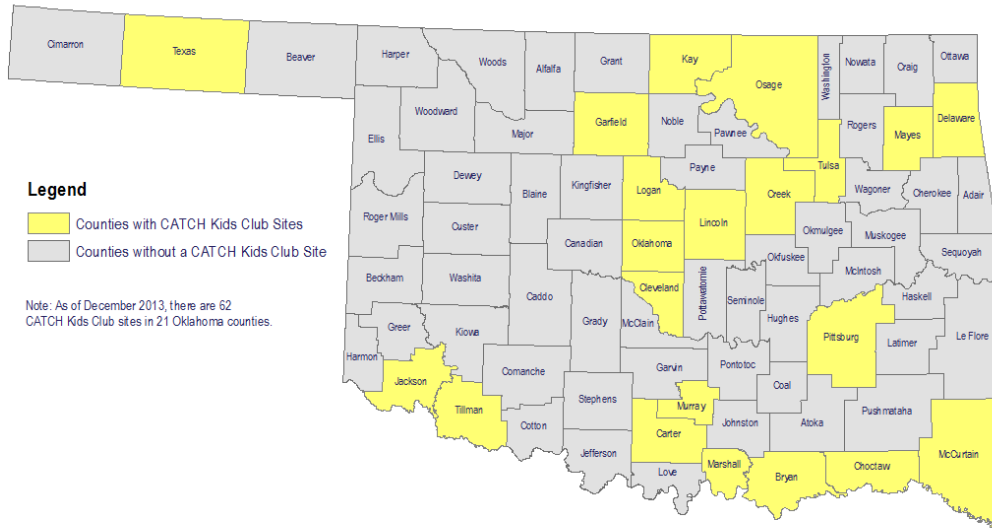 Cimarron
Texas
Beaver
Harper
Woods
Alfalfa
Grant
Kay
Osage
Washington
Nowata
Craig
Ottawa
Woodward
Ellis
Major
Garfield
Noble
Pawnee
Rogers
Mayes
Delaware
Tulsa
Dewey
Blaine
Kingfisher
Logan
Payne
Creek
Wagoner
Cherokee
Adair
Legend
Counties with CATCH Kids Club Sites
Counties without a CATCH Kids Club Site
Note: As of December 2013, there are 62
CATCH Kids Club sites in 21 Oklahoma counties.
Roger Mills
Custer
Canadian
Oklahoma
Lincoln
Okmulgee
Muskogee
Okfuskee
Sequoyah
McIntosh
Beckham
Washita
Caddo
Cleveland
Pottawatomie
Seminole
Hughes
Haskell
Greer
Kiowa
Grady
McClain
Pittsburg
Latimer
Le Flore
Harmon
Jackson
Comanche
Garvin
Pontotoc
Coal
Tillman
Stephens
Murray
Cotton
Carter
Johnston
Atoka
Pushmataha
Jefferson
Love
Marshall
Bryan
Choctaw
McCurtain